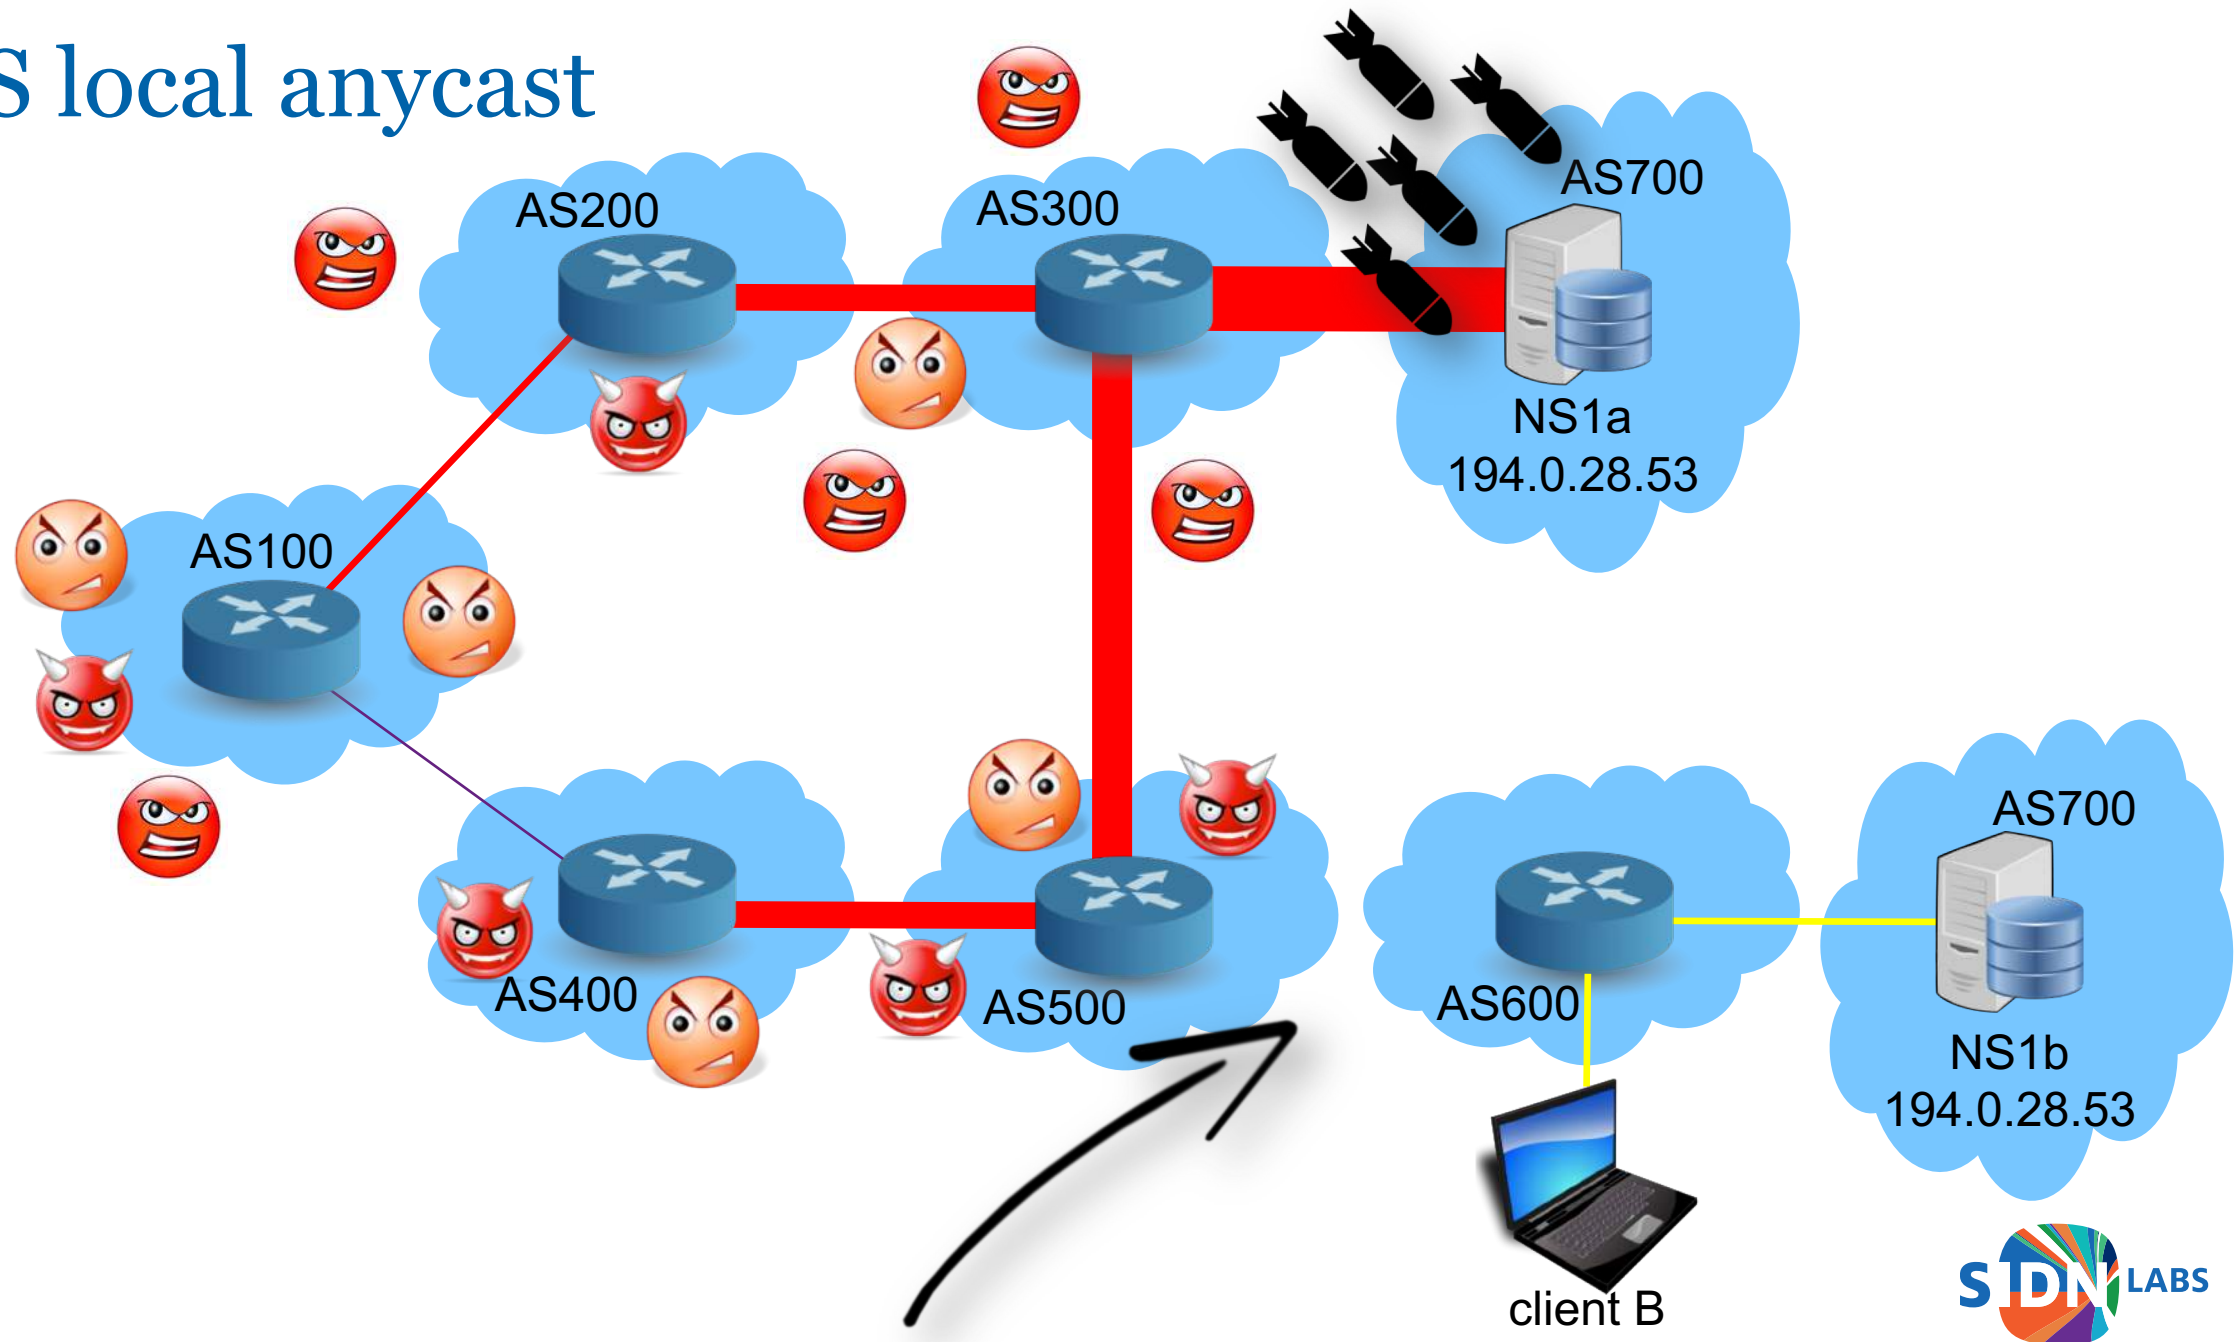 S local anycast
AS700
AS200
AS300
NS1a
194.0.28.53
AS100
AS700
AS400
AS500
AS600
NS1b
194.0.28.53
client B
SIDN LABS